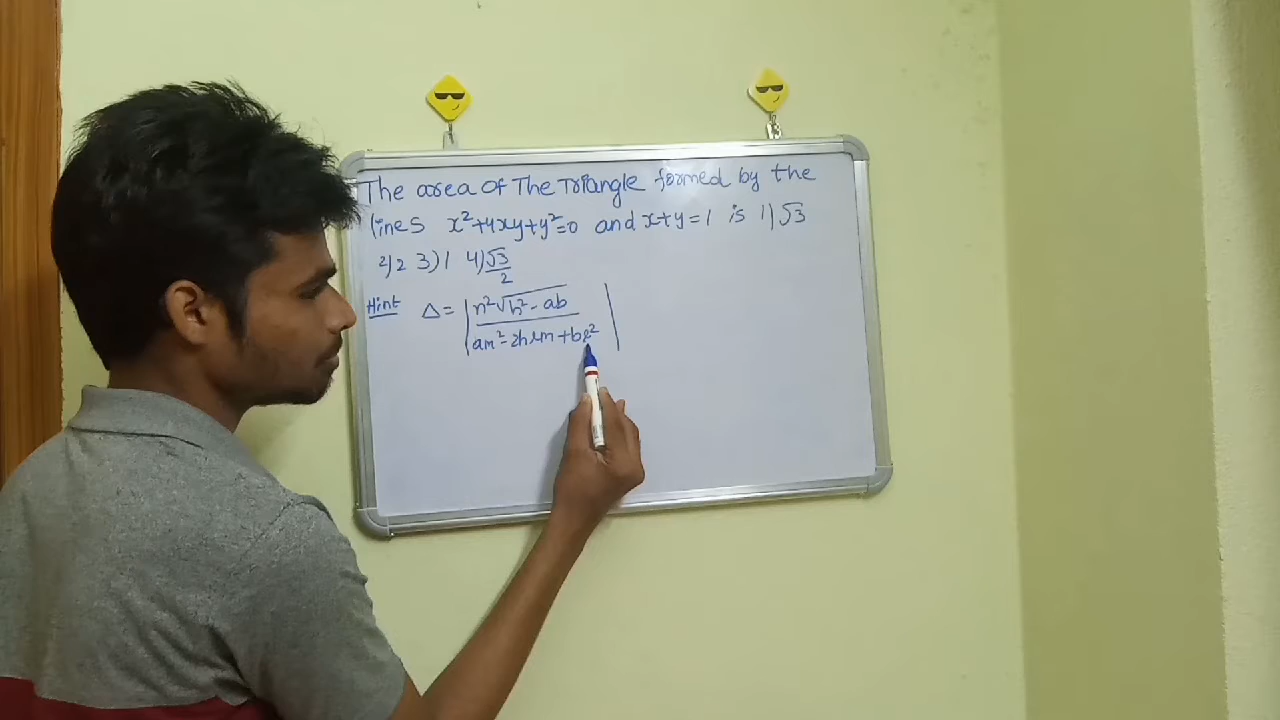 The area of The Triangle formed by the
lines x²+4xy+y²=0 and x+y=1 is 1) √3
2) 2 3) 1 4) √3/2
Hint Δ = | n²√h²-ab / am²-2hlm+bl² |